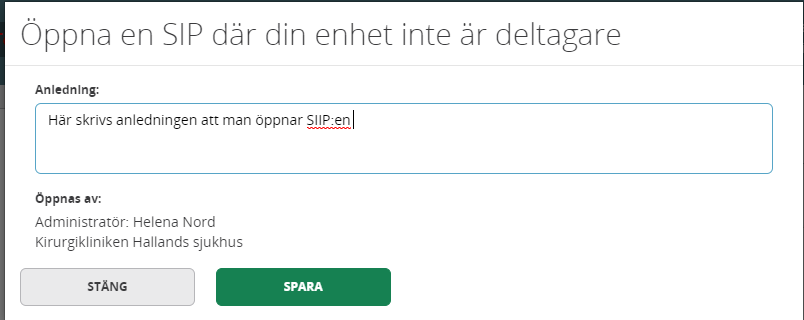 Öppna en SIP där din enhet inte är deltagare
Anledning:
Här skrivs anledningen att man öppnar SIIP:en
Öppnas av:
Administratör: Helena Nord
Kirurgikliniken Hallands sjukhus
STÄNG
SPARA